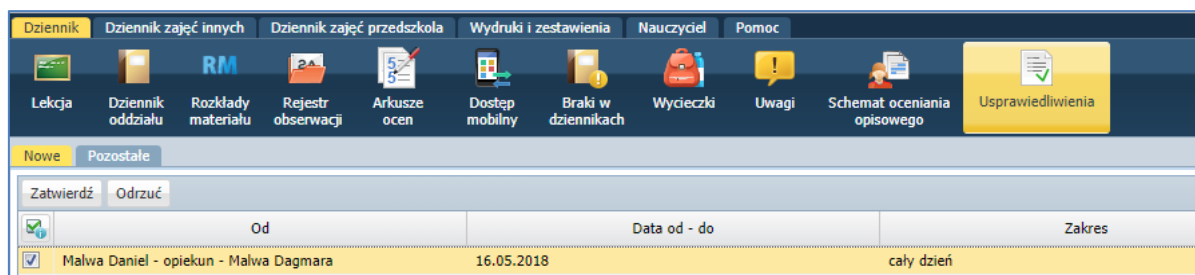 Dziennik Dziennik zajęć innych Dziennik zajęć przedszkola Wydruki i zestawienia Nauczyciel Pomoc
RM
Lekcja Dziennik oddziału Rozkłady materiału Rejestr obserwacji Arkusze ocen Dostęp mobilny Braki w dziennikach Wycieczki Uwagi Schemat oceniania opisowego Usprawiedliwienia
Nowe Pozostałe
Zatwierdź Odrzuć
Od Data od - do Zakres
Malwa Daniel - opiekun - Malwa Dagmara 16.05.2018 cały dzień